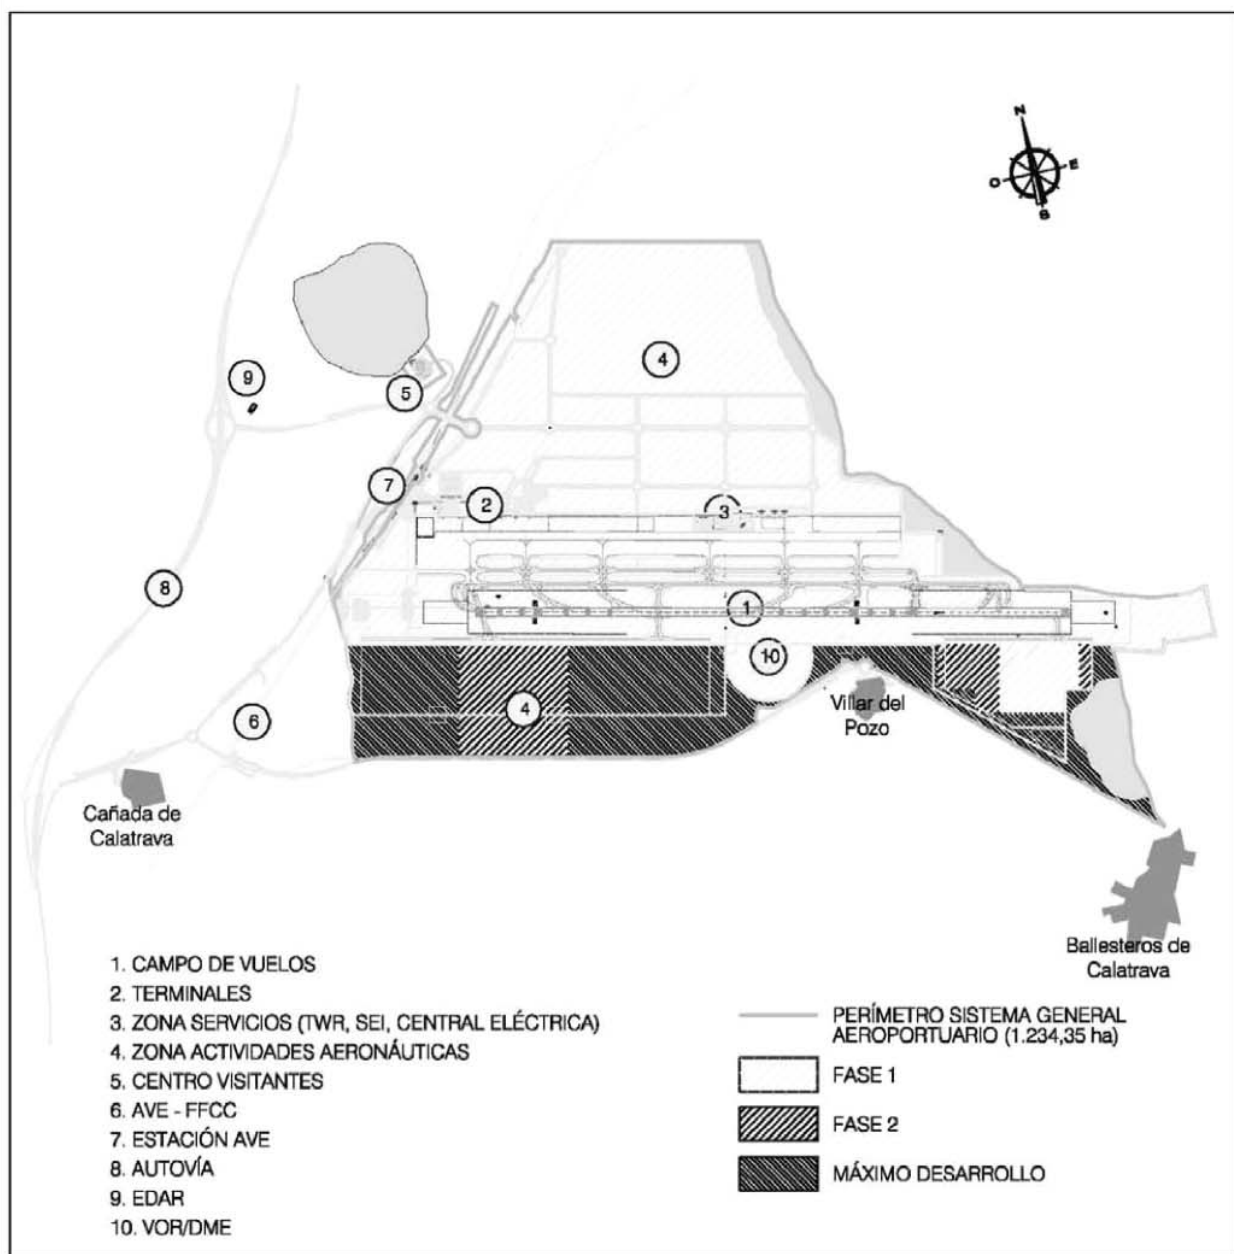 N
E
O
S
4
9
5
7
2
3
8
1
10
4
6
Villar del
Pozo
Cañada de
Calatrava
Ballesteros de
Calatrava
1. CAMPO DE VUELOS
2. TERMINALES
3. ZONA SERVICIOS (TWR, SEI, CENTRAL ELÉCTRICA)
4. ZONA ACTIVIDADES AERONÁUTICAS
5. CENTRO VISITANTES
6. AVE - FFCC
7. ESTACIÓN AVE
8. AUTOVÍA
9. EDAR
10. VOR/DME
PERÍMETRO SISTEMA GENERAL
AEROPORTUARIO (1.234,35 ha)
FASE 1
FASE 2
MÁXIMO DESARROLLO